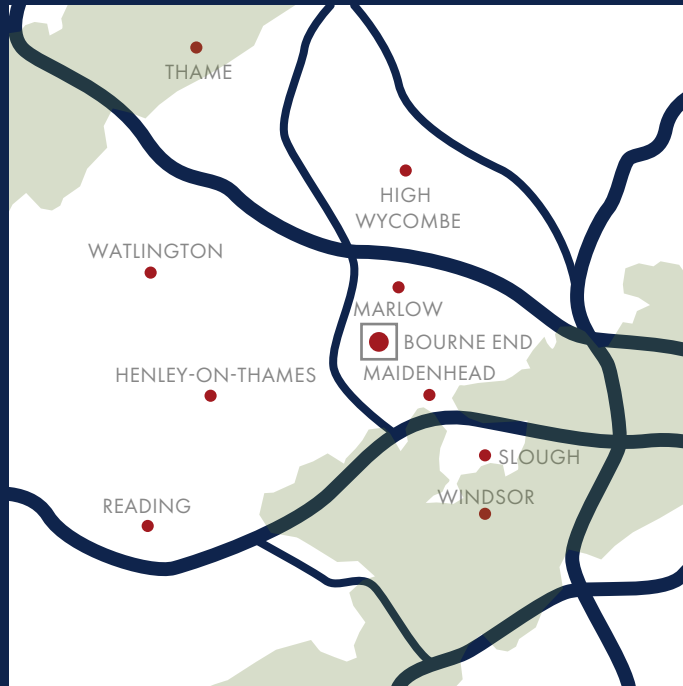 THAME
HIGH
WYCOMBE
WATLINGTON
MARLOW
BOURNE END
HENLEY-ON-THAMES
MAIDENHEAD
SLOUGH
WINDSOR
READING